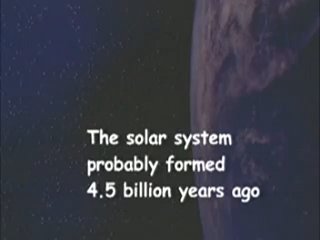 The solar system
probably formed
4.5 billion years ago